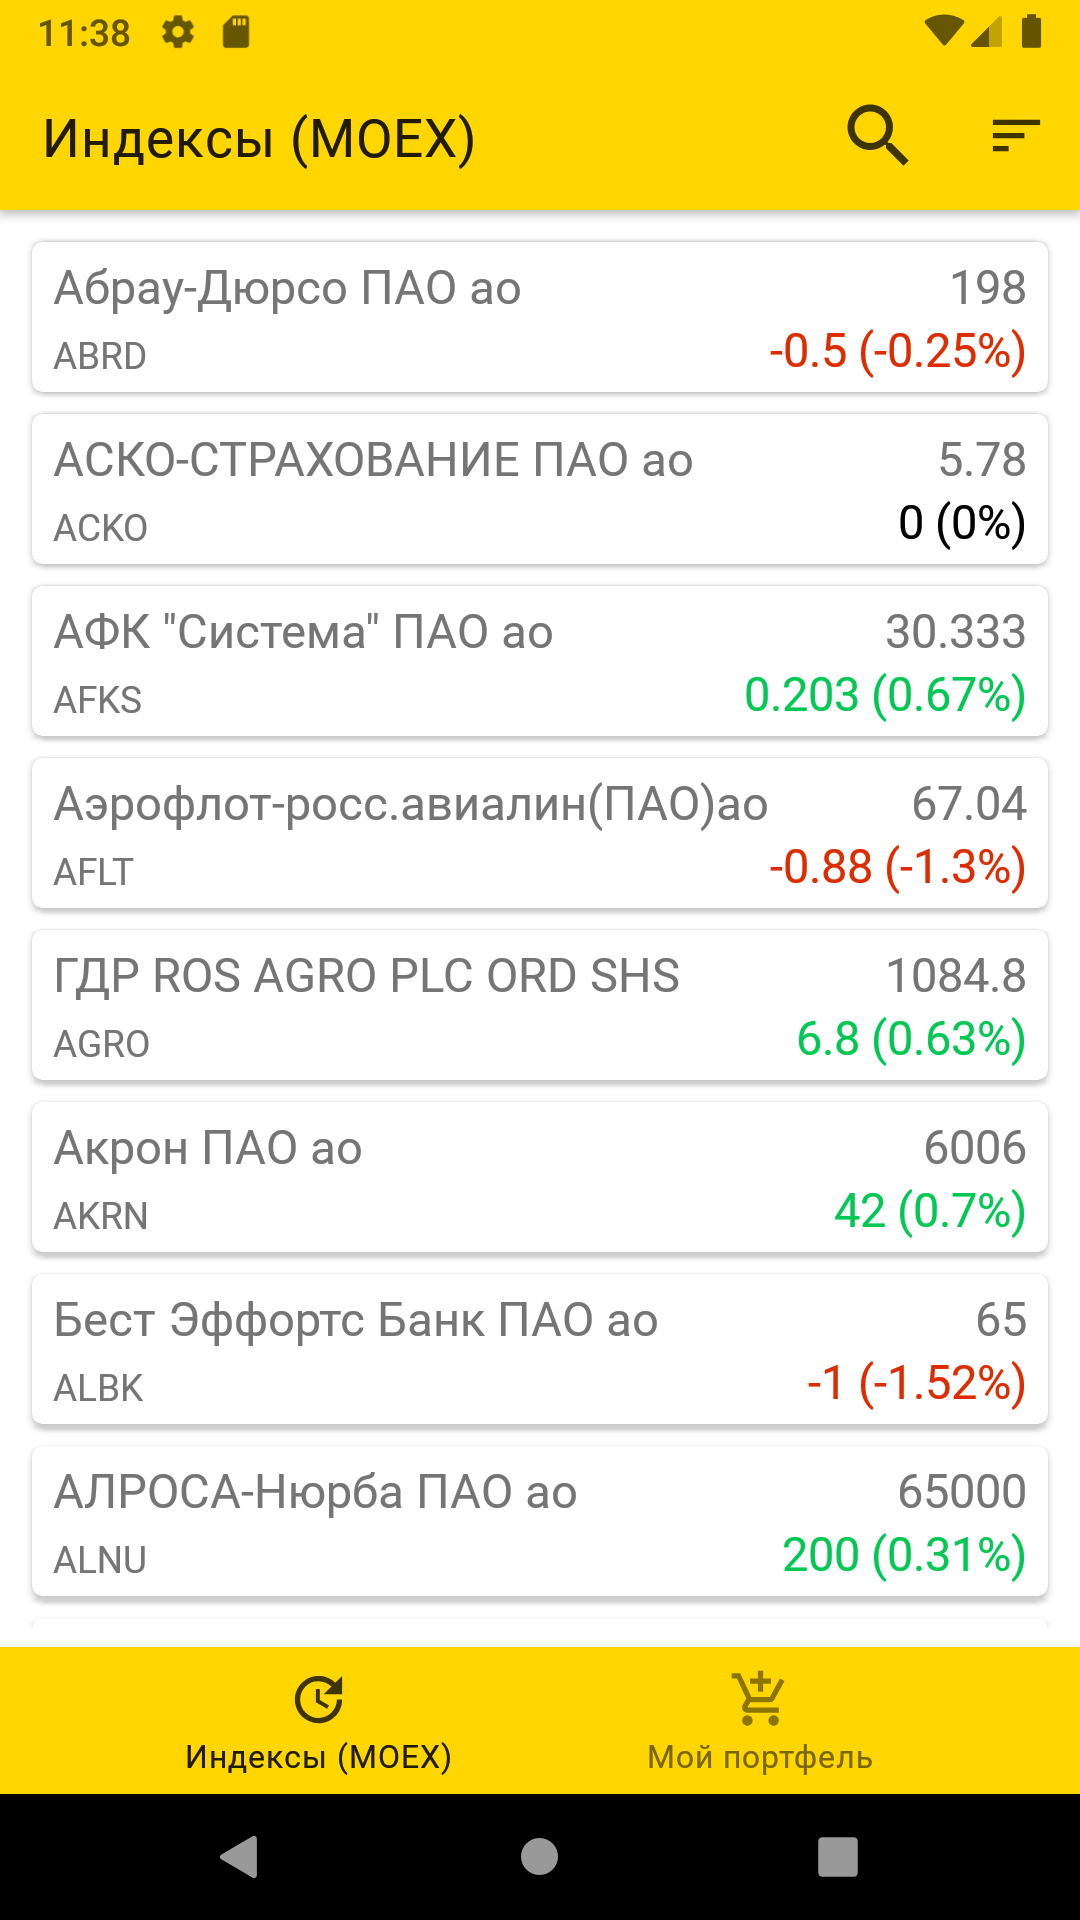 11:38
Индексы (MOEX)
Абрау-Дюрсо ПАО ао 198
ABRD -0.5 (-0.25%)
АСКО-СТРАХОВАНИЕ ПАО ао 5.78
ACKO 0 (0%)
АФК "Система" ПАО ао 30.333
AFKS 0.203 (0.67%)
Аэрофлот-росс.авиалин(ПАО)ао 67.04
AFLT -0.88 (-1.3%)
ГДР ROS AGRO PLC ORD SHS 1084.8
AGRO 6.8 (0.63%)
Акрон ПАО ао 6006
AKRN 42 (0.7%)
Бест Эффортс Банк ПАО ао 65
ALBK -1 (-1.52%)
АЛРОСА-Нюрба ПАО ао 65000
ALNU 200 (0.31%)
Индексы (MOEX) Мой портфель